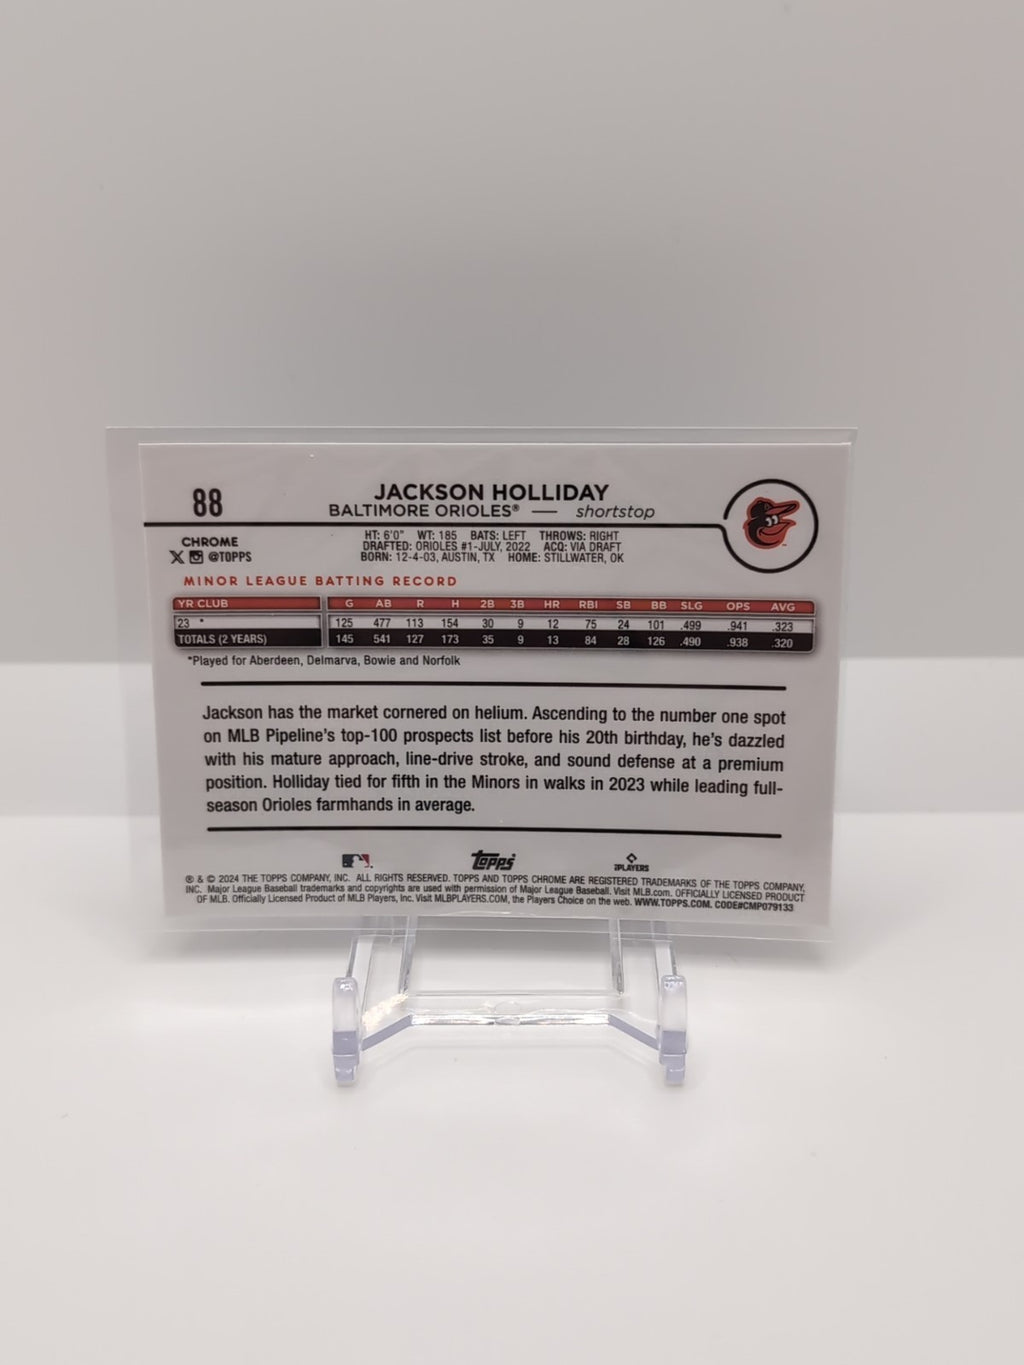 88
JACKSON HOLLIDAY
BALTIMORE ORIOLES® — shortstop
CHROME
X @TOPPS
HT: 6'0" WT: 185 BATS: LEFT THROWS: RIGHT
DRAFTED: ORIOLES #1-JULY, 2022 ACQ: VIA DRAFT
BORN: 12-4-03, AUSTIN, TX HOME: STILLWATER, OK
MINOR LEAGUE BATTING RECORD
YR CLUB G AB R H 2B 3B HR RBI SB BB SLG OPS AVG
23 * 125 477 113 154 30 9 12 75 24 101 .499 .941 .323
TOTALS (2 YEARS) 145 541 127 173 35 9 13 84 28 126 .490 .938 .320
*Played for Aberdeen, Delmarva, Bowie and Norfolk
Jackson has the market cornered on helium. Ascending to the number one spot
on MLB Pipeline's top-100 prospects list before his 20th birthday, he's dazzled
with his mature approach, line-drive stroke, and sound defense at a premium
position. Holliday tied for fifth in the Minors in walks in 2023 while leading full-
season Orioles farmhands in average.
Topps PLAYERS
® & © 2024 THE TOPPS COMPANY, INC. ALL RIGHTS RESERVED. TOPPS AND TOPPS CHROME ARE REGISTERED TRADEMARKS OF THE TOPPS COMPANY,
INC. Major League Baseball trademarks and copyrights are used with permission of Major League Baseball. Visit MLB.com. OFFICIALLY LICENSED PRODUCT
OF MLB. Officially Licensed Product of MLB Players, Inc. Visit MLBPLAYERS.COM, the Players Choice on the web. WWW.TOPPS.COM. CODE#CMP079133